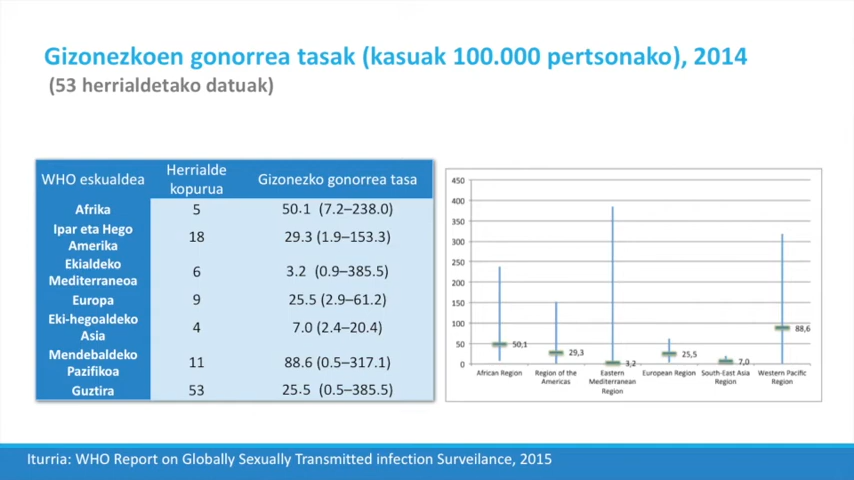 Gizonezkoen gonorrea tasak (kasuak 100.000 pertsonako), 2014
(53 herrialdetako datuak)
WHO eskualdea Herrialde kopurua Gizonezko gonorrea tasa
Afrika 5 50.1 (7.2–238.0)
Ipar eta Hego Amerika 18 29.3 (1.9–153.3)
Ekialdeko Mediterraneoa 6 3.2 (0.9–385.5)
Europa 9 25.5 (2.9–61.2)
Eki-hegoaldeko Asia 4 7.0 (2.4–20.4)
Mendebaldeko Pazifikoa 11 88.6 (0.5–317.1)
Guztira 53 25.5 (0.5–385.5)
450
400
350
300
250
200
150
100
50
0
50,1
29,3
3,2
25,5
7,0
88,6
African Region
Region of the Americas
Eastern Mediterranean Region
European Region
South-East Asia Region
Western Pacific Region
Iturria: WHO Report on Globally Sexually Transmitted infection Surveilance, 2015